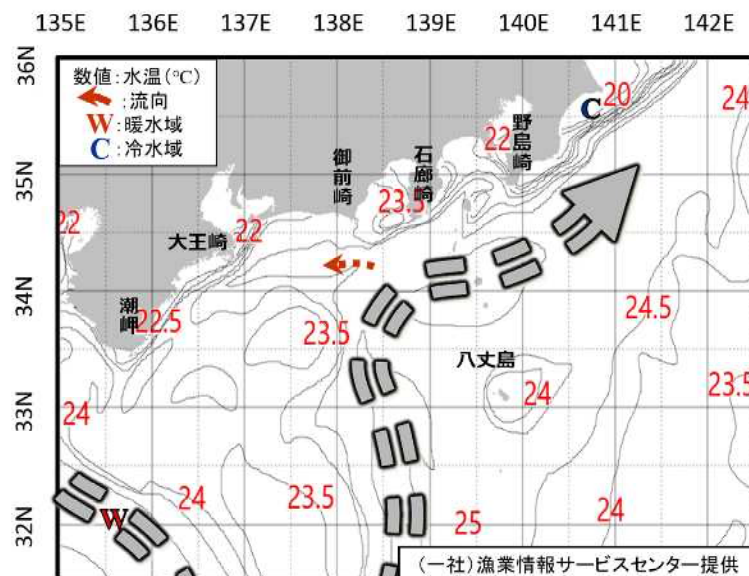 135E 136E 137E 138E 139E 140E 141E 142E
36N
数値:水温(℃)
:流向
W:暖水域
C:冷水域
C 20
24
22
野島崎
35N
御前崎
石廊崎
23.5
22
大王崎
22
34N
潮岬
22.5
23.5
24.5
八丈島
33N
24
24
23.5
24
23.5
24
W
25
32N
(一社)漁業情報サービスセンター提供